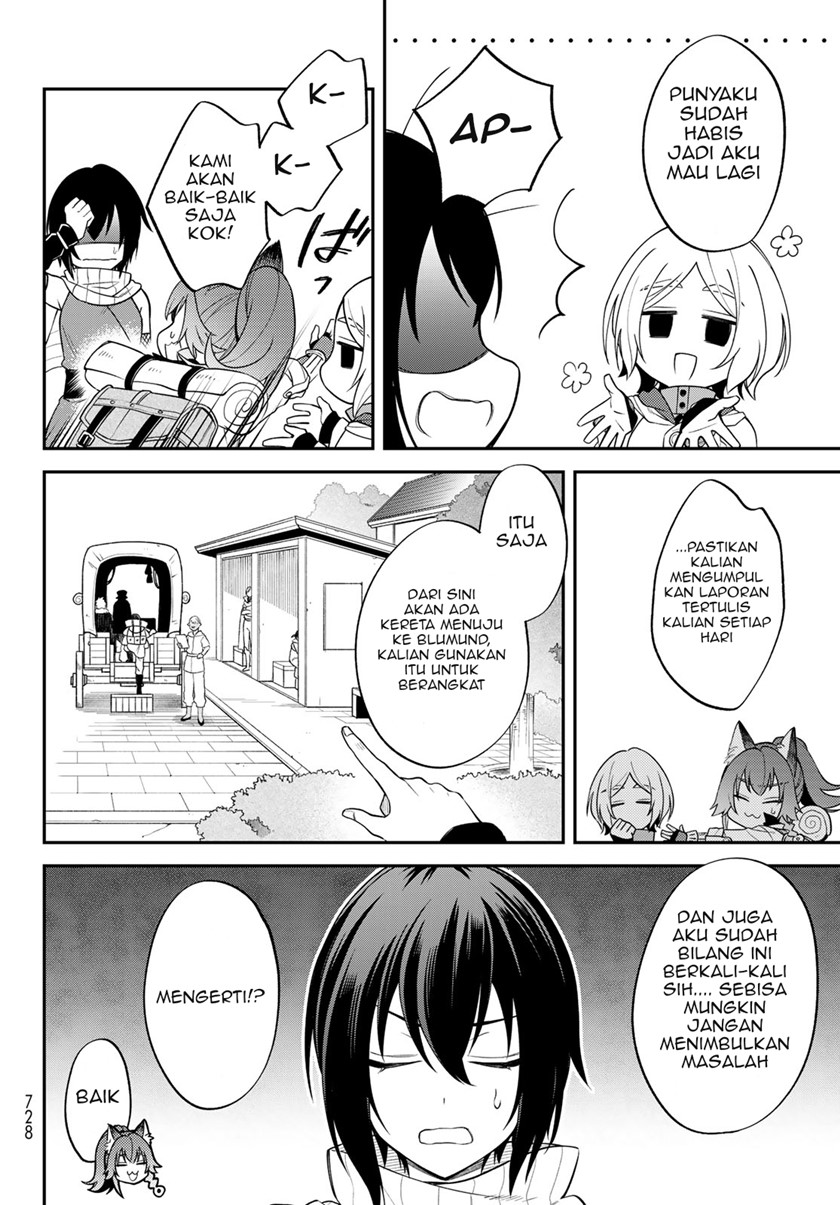 PUNYAKU
SUDAH
HABIS
JADI AKU
MAU LAGI
AP-
K-
K-
KAMI
AKAN
BAIK-BAIK
SAJA
KOK!
ばっ
...PASTIKAN
KALIAN
MENGUMPUL
KAN LAPORAN
TERTULIS
KALIAN SETIAP
HARI
ITU
SAJA
DARI SINI
AKAN ADA
KERETA MENUJU
KE BLUMUND,
KALIAN GUNAKAN
ITU UNTUK
BERANGKAT
DAN JUGA
AKU SUDAH
BILANG INI
BERKALI-KALI
SIH.... SEBISA
MUNGKIN
JANGAN
MENIMBULKAN
MASALAH
MENGERTI!?
BAIK
728